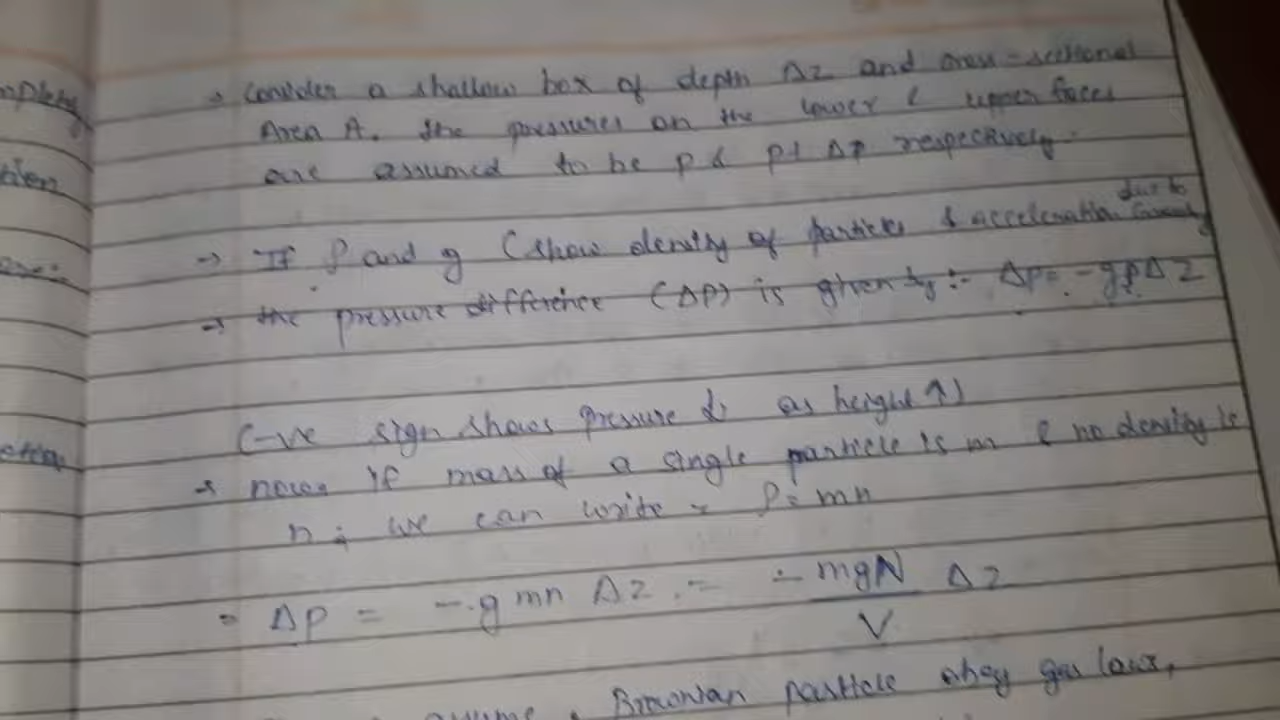 → Consider a shallow box of depth Δz and cross-sectional
Area A. The pressures on the lower & upper faces
are assumed to be p & p+Δp respectively.
→ If ρ and g (show density of particles & acceleration due to Gravity
→ the pressure difference (Δp) is given by :- Δp = -gρΔz
(-ve sign shows pressure ↓ as height ↑)
→ now, if mass of a single particle is m & no density is
n, we can write - ρ = mn
= Δp = - g mn Δz = - mgN/V Δz
Brownian particle obey gas laws,